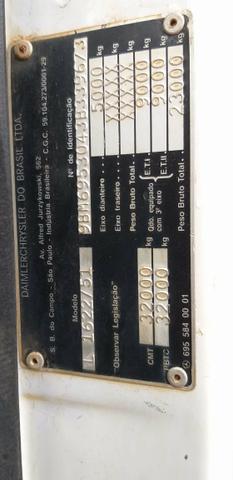 DAIMLERCHRYSLER DO BRASIL LTDA.
Av. Alfred Jurzykowski, 562
S. B. do Campo - São Paulo - Indústria Brasileira - C.G.C. 59.104.273/0001-29
Modelo
L 1622/51
Nº de Identificação
"Observar Legislação"
Eixo dianteiro 5000 kg
Eixo traseiro XXXXX kg
Peso Bruto Total XXXXX kg
Qdo. equipado com 3º eixo
E.T.I 9000 kg
E.T.II 9000 kg
Peso Bruto Total 23000 kg
CMT 32000 kg
PBTC 32000 kg
695 584 00 01